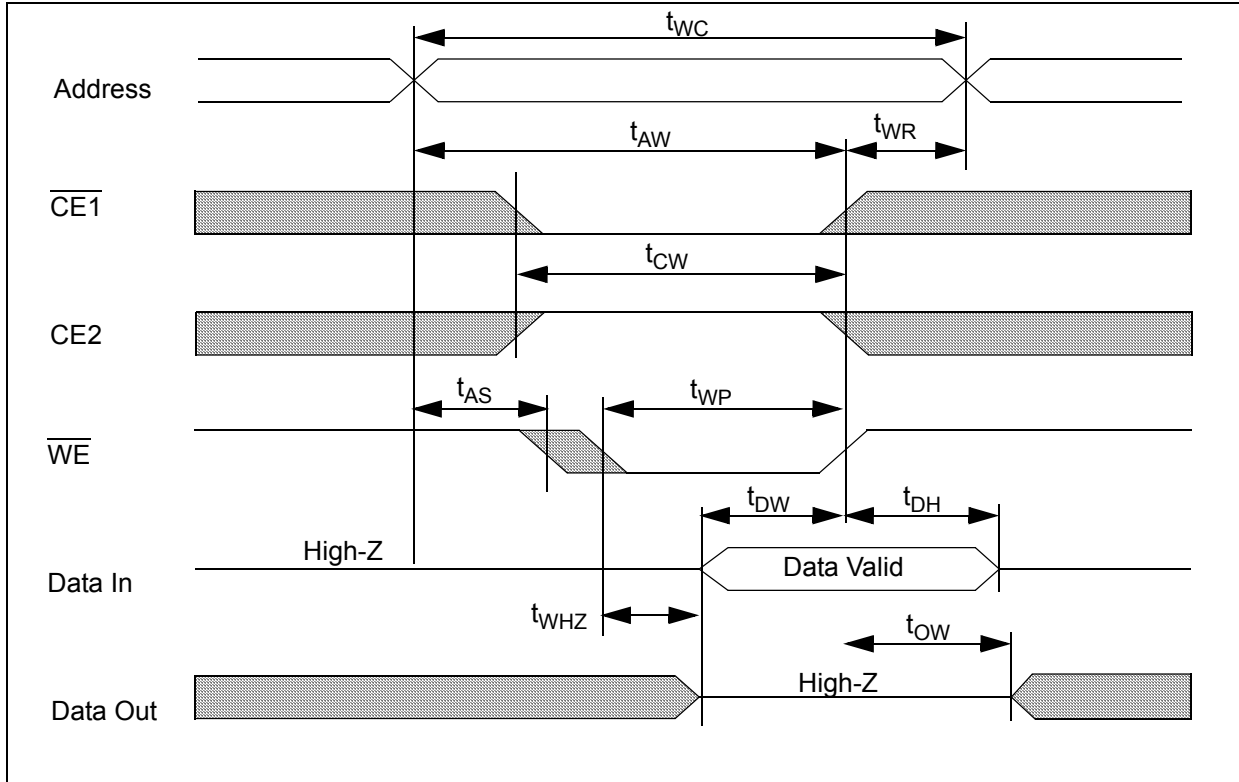 tWC
Address
tAW
tWR
CE1
tCW
CE2
tAS
tWP
WE
tDW
tDH
High-Z
Data In
Data Valid
tWHZ
tOW
High-Z
Data Out